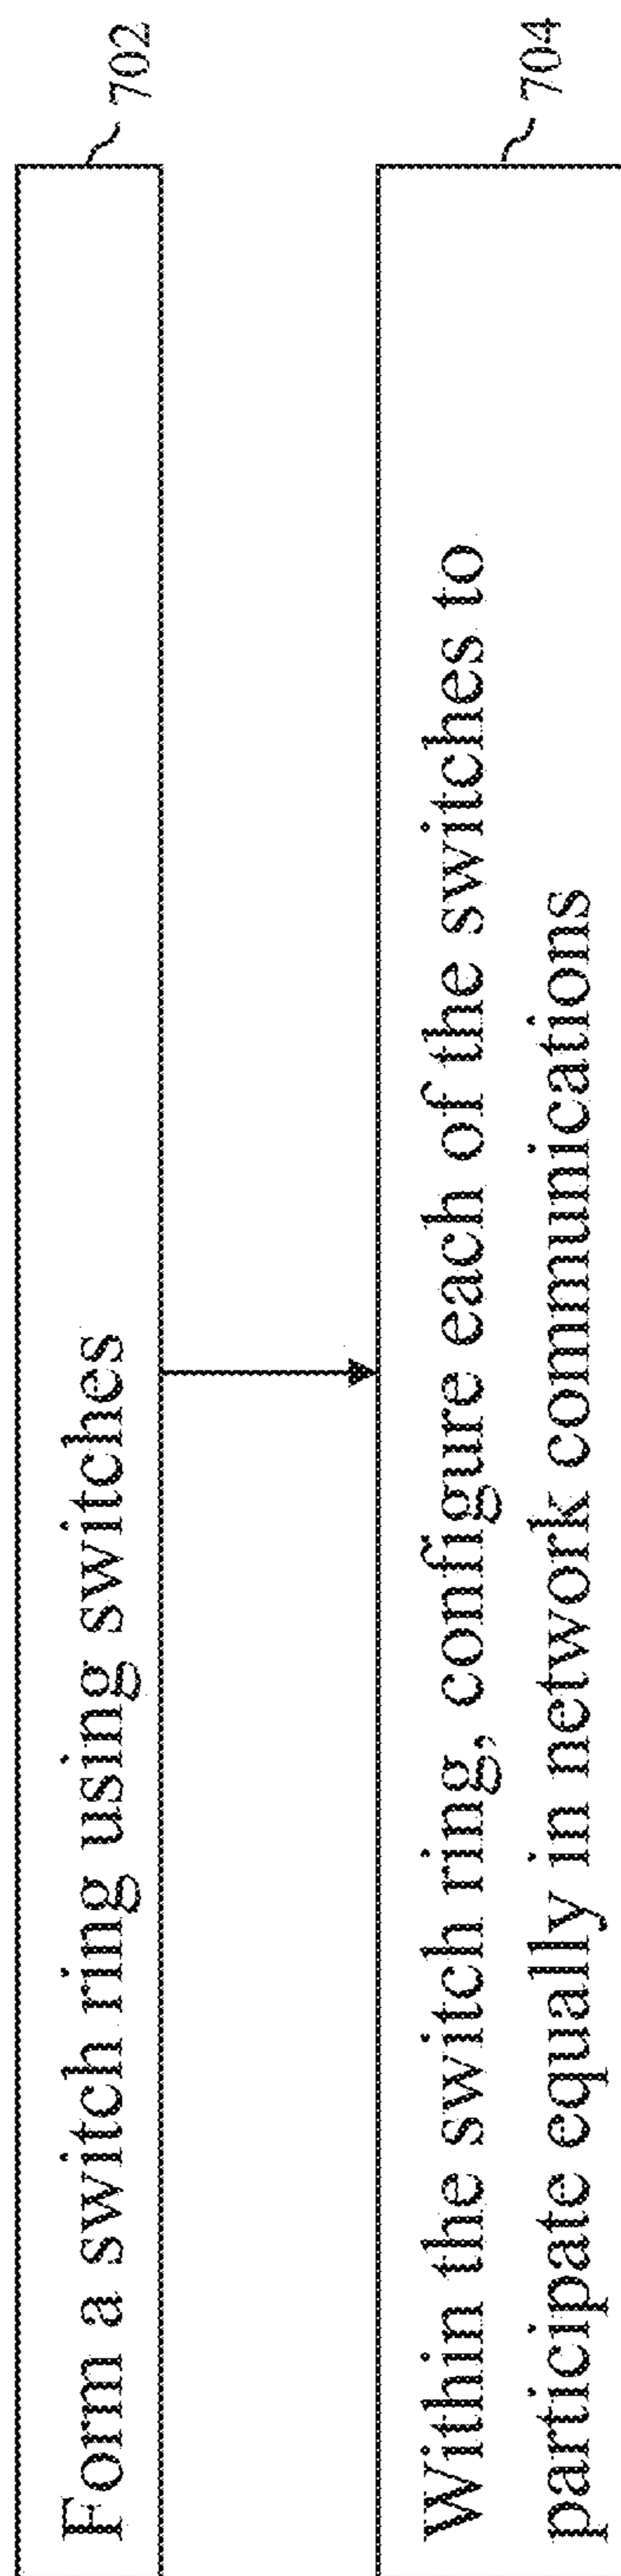 Form a switch ring using switches
702
Within the switch ring, configure each of the switches to
participate equally in network communications
704